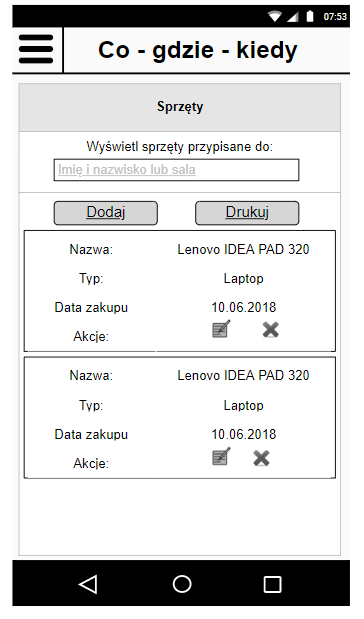 07:53
Co - gdzie - kiedy
Sprzęty
Wyświetl sprzęty przypisane do:
Imię i nazwisko lub sala
Dodaj Drukuj
Nazwa: Lenovo IDEA PAD 320
Typ: Laptop
Data zakupu 10.06.2018
Akcje:
Nazwa: Lenovo IDEA PAD 320
Typ: Laptop
Data zakupu 10.06.2018
Akcje: